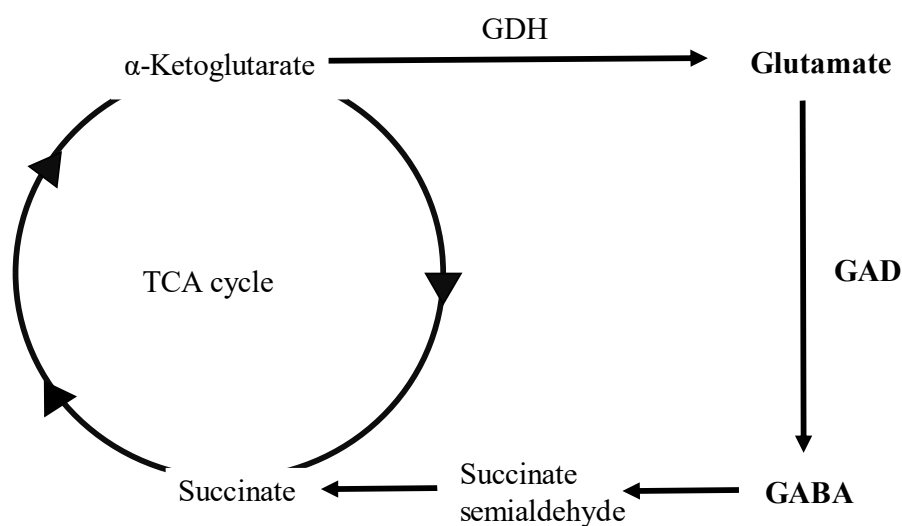 GDH
α-Ketoglutarate
Glutamate
TCA cycle
GAD
Succinate
Succinate
semialdehyde
GABA